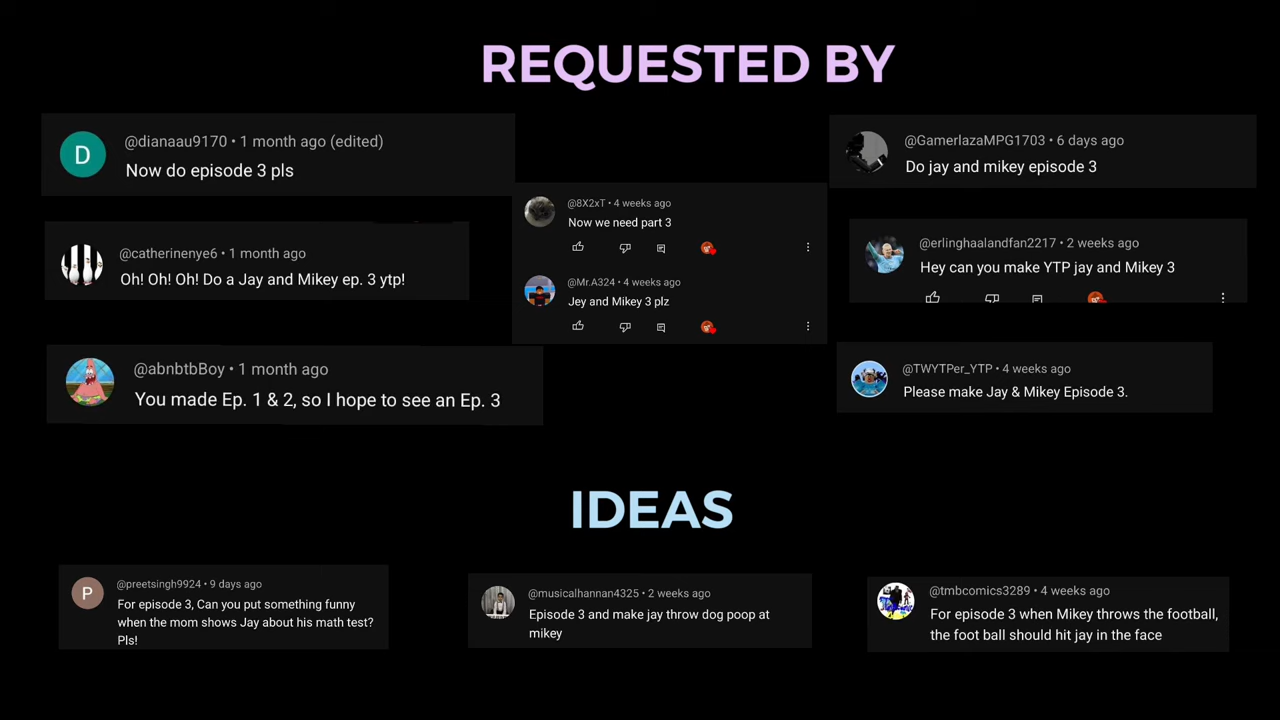 REQUESTED BY
@dianaau9170 • 1 month ago (edited)
Now do episode 3 pls
@catherinenye6 • 1 month ago
Oh! Oh! Oh! Do a Jay and Mikey ep. 3 ytp!
@abnbtbBoy • 1 month ago
You made Ep. 1 & 2, so I hope to see an Ep. 3
@8X2xT • 4 weeks ago
Now we need part 3
@Mr.A324 • 4 weeks ago
Jey and Mikey 3 plz
@GamerlazaMPG1703 • 6 days ago
Do jay and mikey episode 3
@erlinghaalandfan2217 • 2 weeks ago
Hey can you make YTP jay and Mikey 3
@TWYTPer_YTP • 4 weeks ago
Please make Jay & Mikey Episode 3.
IDEAS
P
@preetsingh9924 • 9 days ago
For episode 3, Can you put something funny
when the mom shows Jay about his math test?
Pls!
@musicalhannan4325 • 2 weeks ago
Episode 3 and make jay throw dog poop at
mikey
@tmbcomics3289 • 4 weeks ago
For episode 3 when Mikey throws the football,
the foot ball should hit jay in the face
D